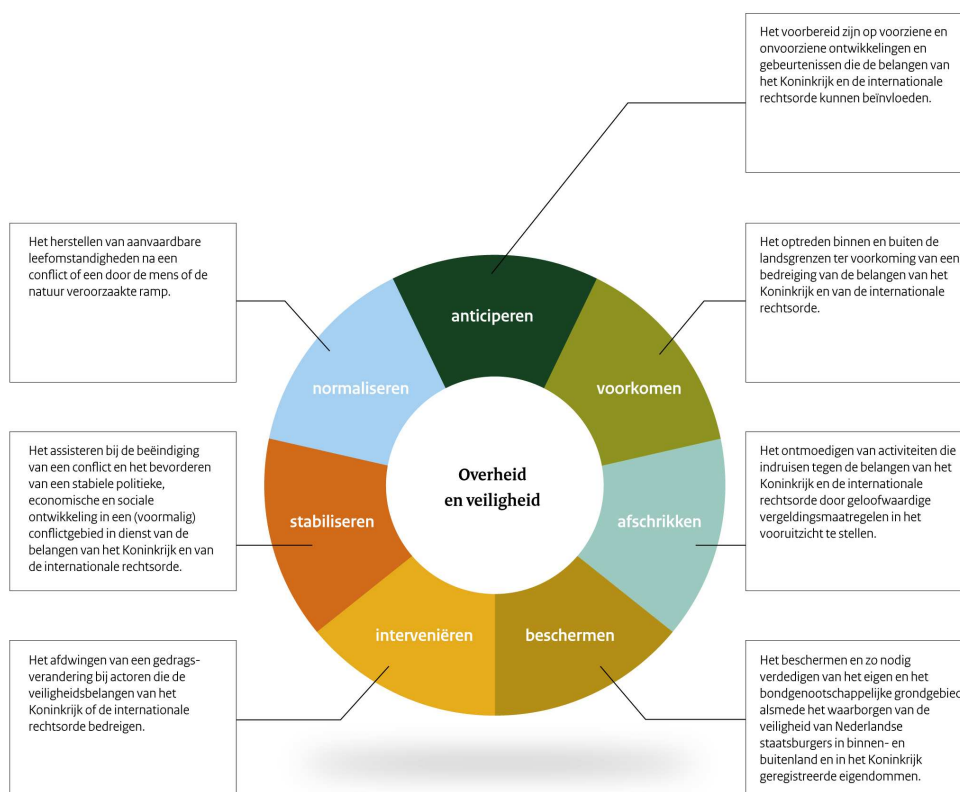 Het voorbereid zijn op voorziene en
onvoorziene ontwikkelingen en
gebeurtenissen die de belangen van
het Koninkrijk en de internationale
rechtsorde kunnen beïnvloeden.
Het herstellen van aanvaardbare
leefomstandigheden na een
conflict of een door de mens of de
natuur veroorzaakte ramp.
Het optreden binnen en buiten de
landsgrenzen ter voorkoming van een
bedreiging van de belangen van het
Koninkrijk en van de internationale
rechtsorde.
anticiperen
normaliseren
voorkomen
Het assisteren bij de beëindiging
van een conflict en het bevorderen
van een stabiele politieke,
economische en sociale
ontwikkeling in een (voormalig)
conflictgebied in dienst van de
belangen van het Koninkrijk en van
de internationale rechtsorde.
Overheid
en veiligheid
Het ontmoedigen van activiteiten die
indruisen tegen de belangen van het
Koninkrijk en de internationale
rechtsorde door geloofwaardige
vergeldingsmaatregelen in het
vooruitzicht te stellen.
stabiliseren
afschrikken
interveniëren
beschermen
Het afdwingen van een gedrags-
verandering bij actoren die de
veiligheidsbelangen van het
Koninkrijk of de internationale
rechtsorde bedreigen.
Het beschermen en zo nodig
verdedigen van het eigen en het
bondgenootschappelijke grondgebied
alsmede het waarborgen van de
veiligheid van Nederlandse
staatsburgers in binnen- en
buitenland en in het Koninkrijk
geregistreerde eigendommen.